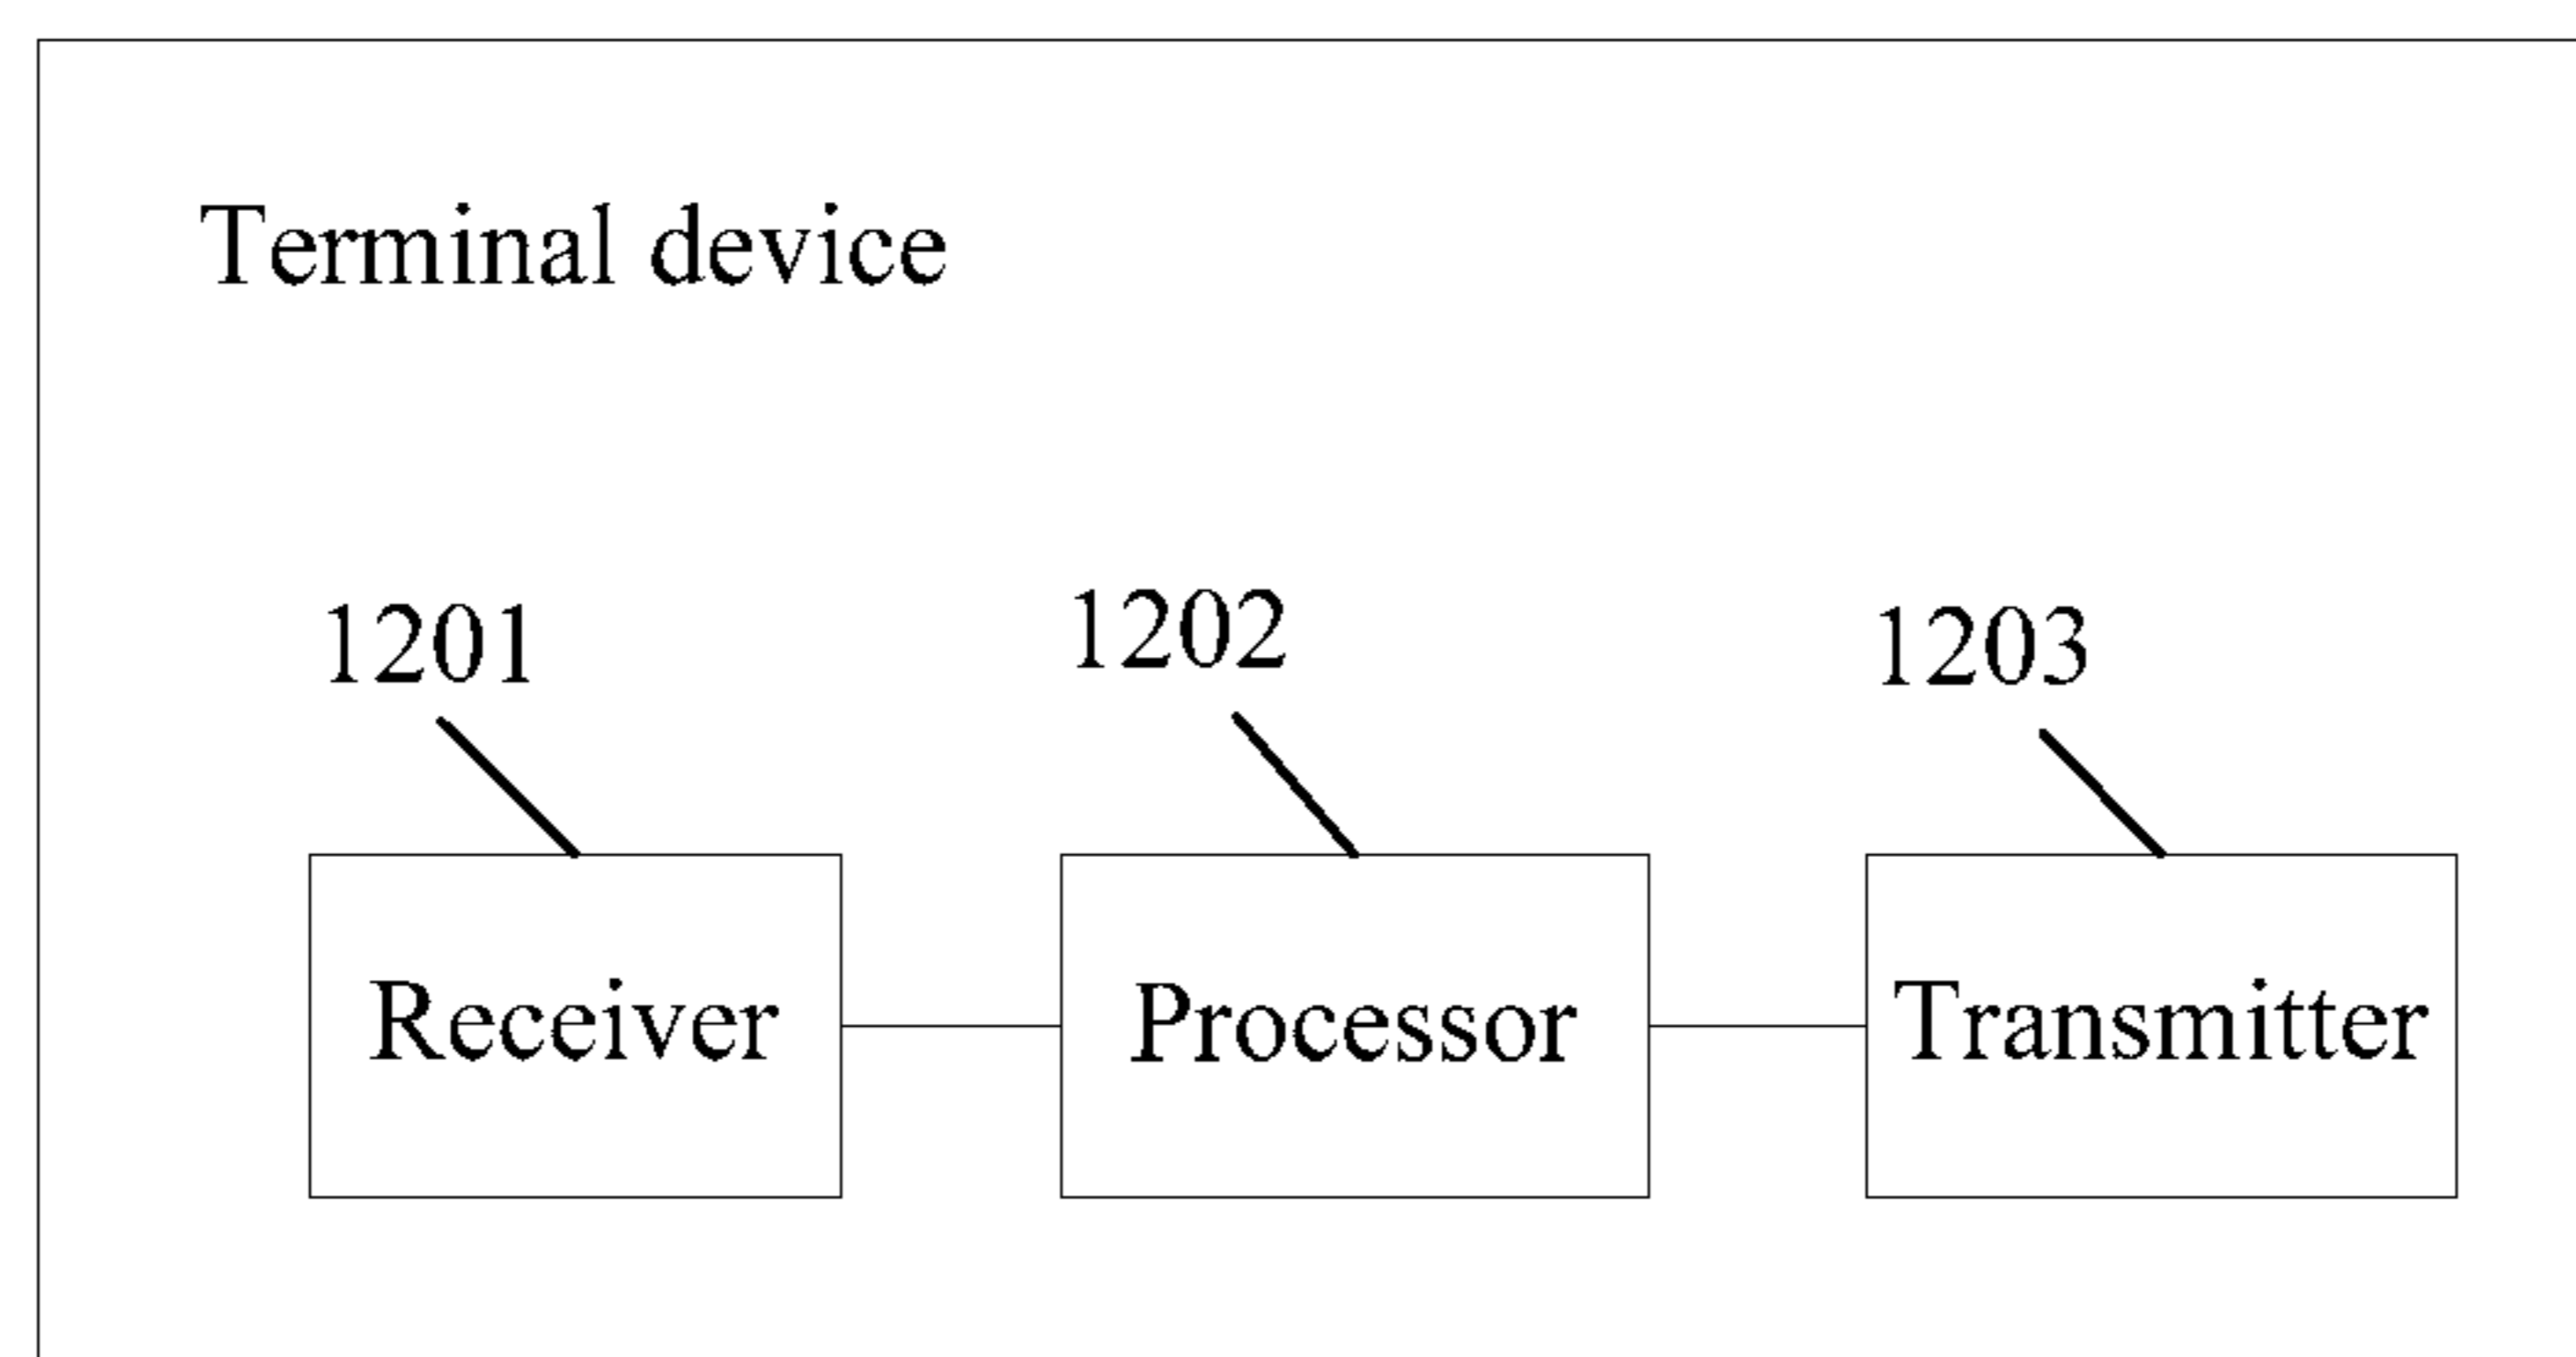 Terminal device
1201
1202
1203
Receiver
Processor
Transmitter